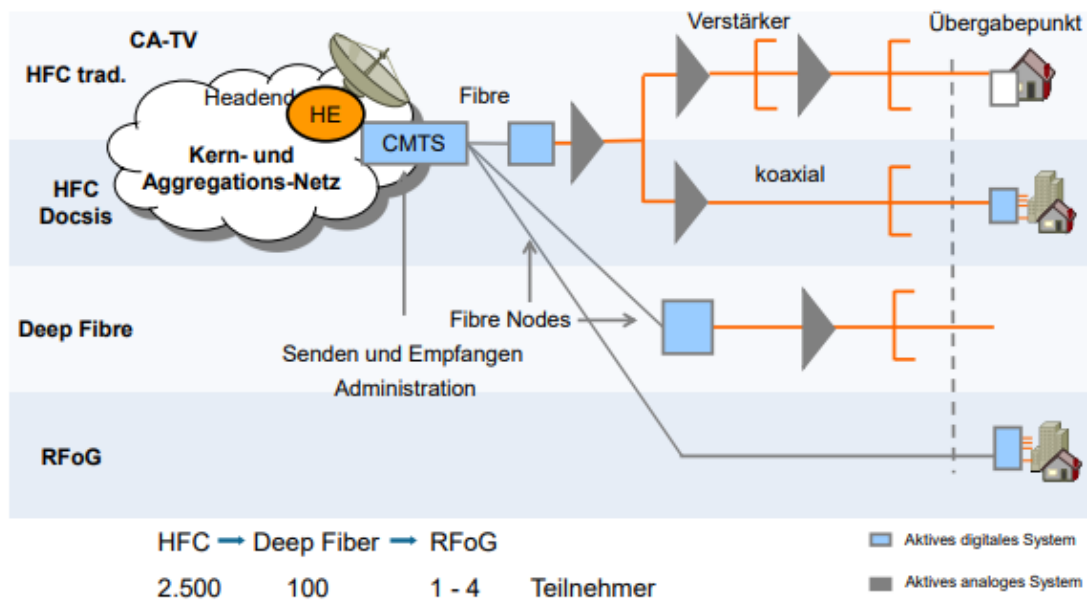 CA-TV
Verstärker
Übergabepunkt
HFC trad.
Headend
HE
Fibre
CMTS
Kern- und
Aggregations-Netz
koaxial
HFC
Docsis
Deep Fibre
Fibre Nodes
Senden und Empfangen
Administration
RFoG
HFC → Deep Fiber → RFoG
2.500 100 1 - 4 Teilnehmer
Aktives digitales System
Aktives analoges System